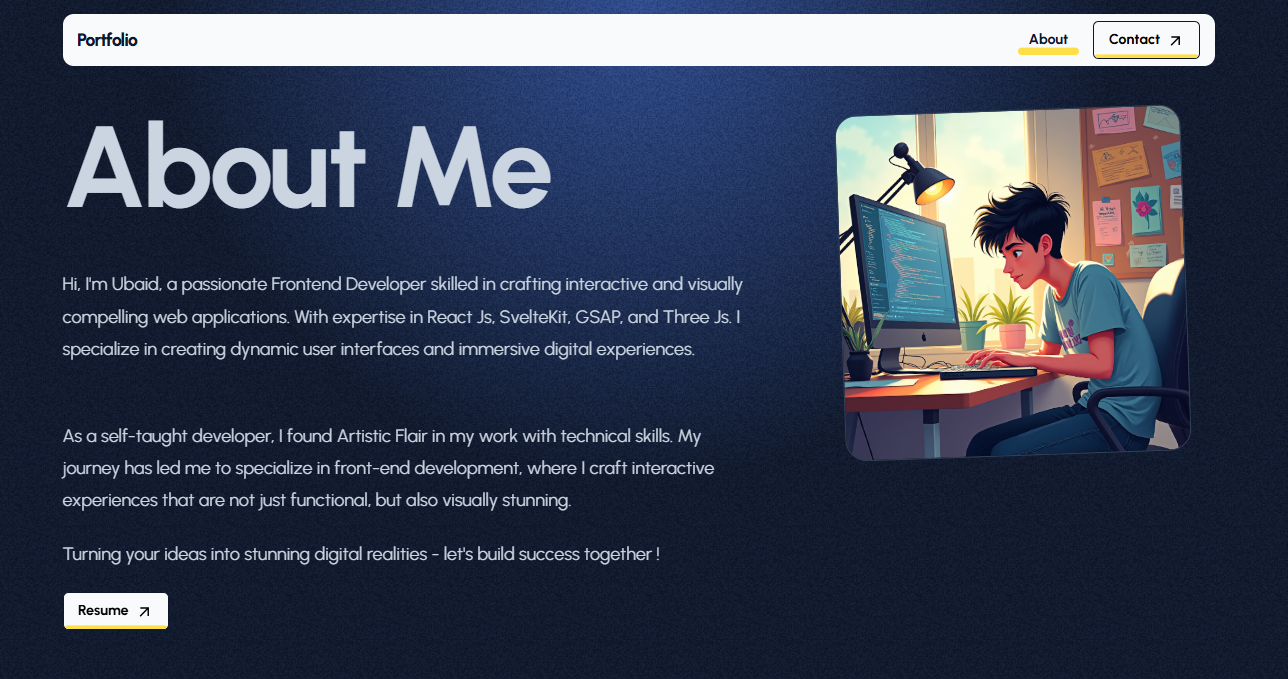 Portfolio
About
Contact
About Me
Hi, I'm Ubaid, a passionate Frontend Developer skilled in crafting interactive and visually
compelling web applications. With expertise in React Js, SvelteKit, GSAP, and Three Js. I
specialize in creating dynamic user interfaces and immersive digital experiences.
As a self-taught developer, I found Artistic Flair in my work with technical skills. My
journey has led me to specialize in front-end development, where I craft interactive
experiences that are not just functional, but also visually stunning.
Turning your ideas into stunning digital realities - let's build success together !
Resume